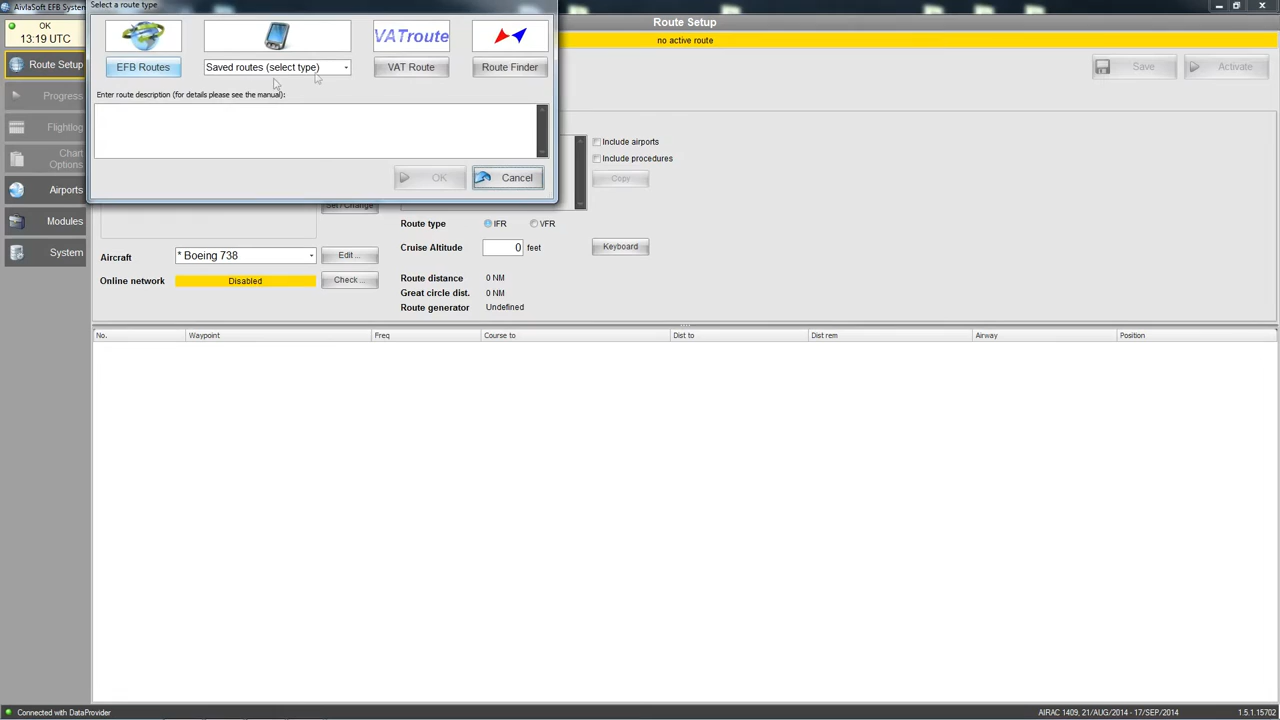 AivlaSoft EFB System
Select a route type
Route Setup
OK
13:19 UTC
no active route
VATroute
EFB Routes
Saved routes (select type)
VAT Route
Route Finder
Route Setup
Save
Activate
Progress
Enter route description (for details please see the manual):
Flightlog
Include airports
Chart
Options
Include procedures
OK
Cancel
Copy
Airports
Set / Change
Modules
Route type
IFR
VFR
Cruise Altitude
0
feet
Keyboard
System
Aircraft
* Boeing 738
Edit ...
Online network
Disabled
Check ...
Route distance
0 NM
Great circle dist.
0 NM
Route generator
Undefined
No.
Waypoint
Freq
Course to
Dist to
Dist rem
Airway
Position
Connected with DataProvider
AIRAC 1409, 21/AUG/2014 - 17/SEP/2014
1.5.1.15702